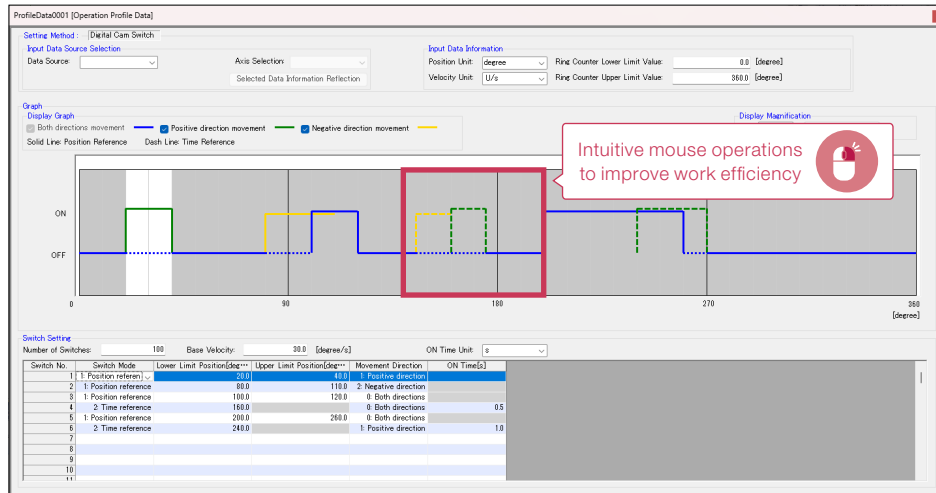 ProfileData0001 [Operation Profile Data]
Setting Method : Digital Cam Switch
Input Data Source Selection
Data Source:
Axis Selection:
Selected Data Information Reflection
Input Data Information
Position Unit: degree
Ring Counter Lower Limit Value: 0.0 [degree]
Velocity Unit: U/s
Ring Counter Upper Limit Value: 360.0 [degree]
Graph
Display Graph
Display Magnification
Both directions movement
Positive direction movement
Negative direction movement
Solid Line: Position Reference Dash Line: Time Reference
Intuitive mouse operations
to improve work efficiency
ON
OFF
0 90 180 270 360
[degree]
Switch Setting
Number of Switches: 100 Base Velocity: 30.0 [degree/s] ON Time Unit: s
Switch No. Switch Mode Lower Limit Position[deg··· Upper Limit Position[deg··· Movement Direction ON Time[s]
1 1: Position referen 20.0 40.0 1: Positive direction
2 1: Position reference 80.0 110.0 2: Negative direction
3 1: Position reference 100.0 120.0 0: Both directions
4 2: Time reference 160.0 0: Both directions 0.5
5 1: Position reference 200.0 260.0 0: Both directions
6 2: Time reference 240.0 1: Positive direction 1.0
7
8
9
10
11